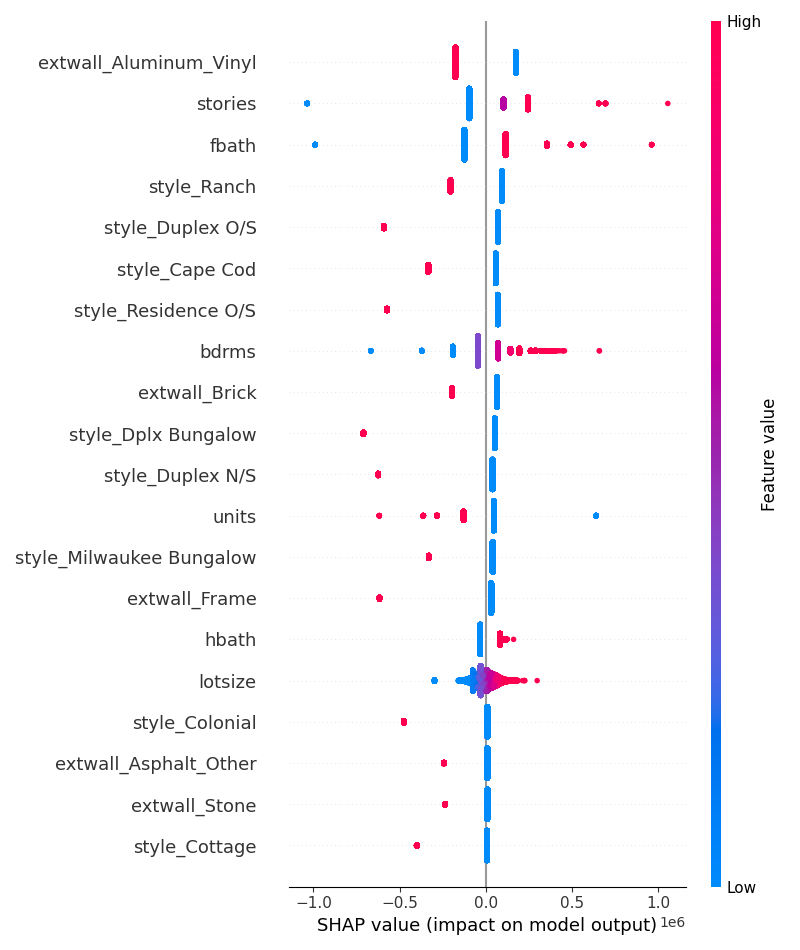 High
extwall_Aluminum_Vinyl
stories
fbath
style_Ranch
style_Duplex O/S
style_Cape Cod
style_Residence O/S
bdrms
extwall_Brick
style_Dplx Bungalow
style_Duplex N/S
units
style_Milwaukee Bungalow
extwall_Frame
hbath
lotsize
style_Colonial
extwall_Asphalt_Other
extwall_Stone
style_Cottage
Feature value
Low
−1.0 −0.5 0.0 0.5 1.0
SHAP value (impact on model output) 1e6